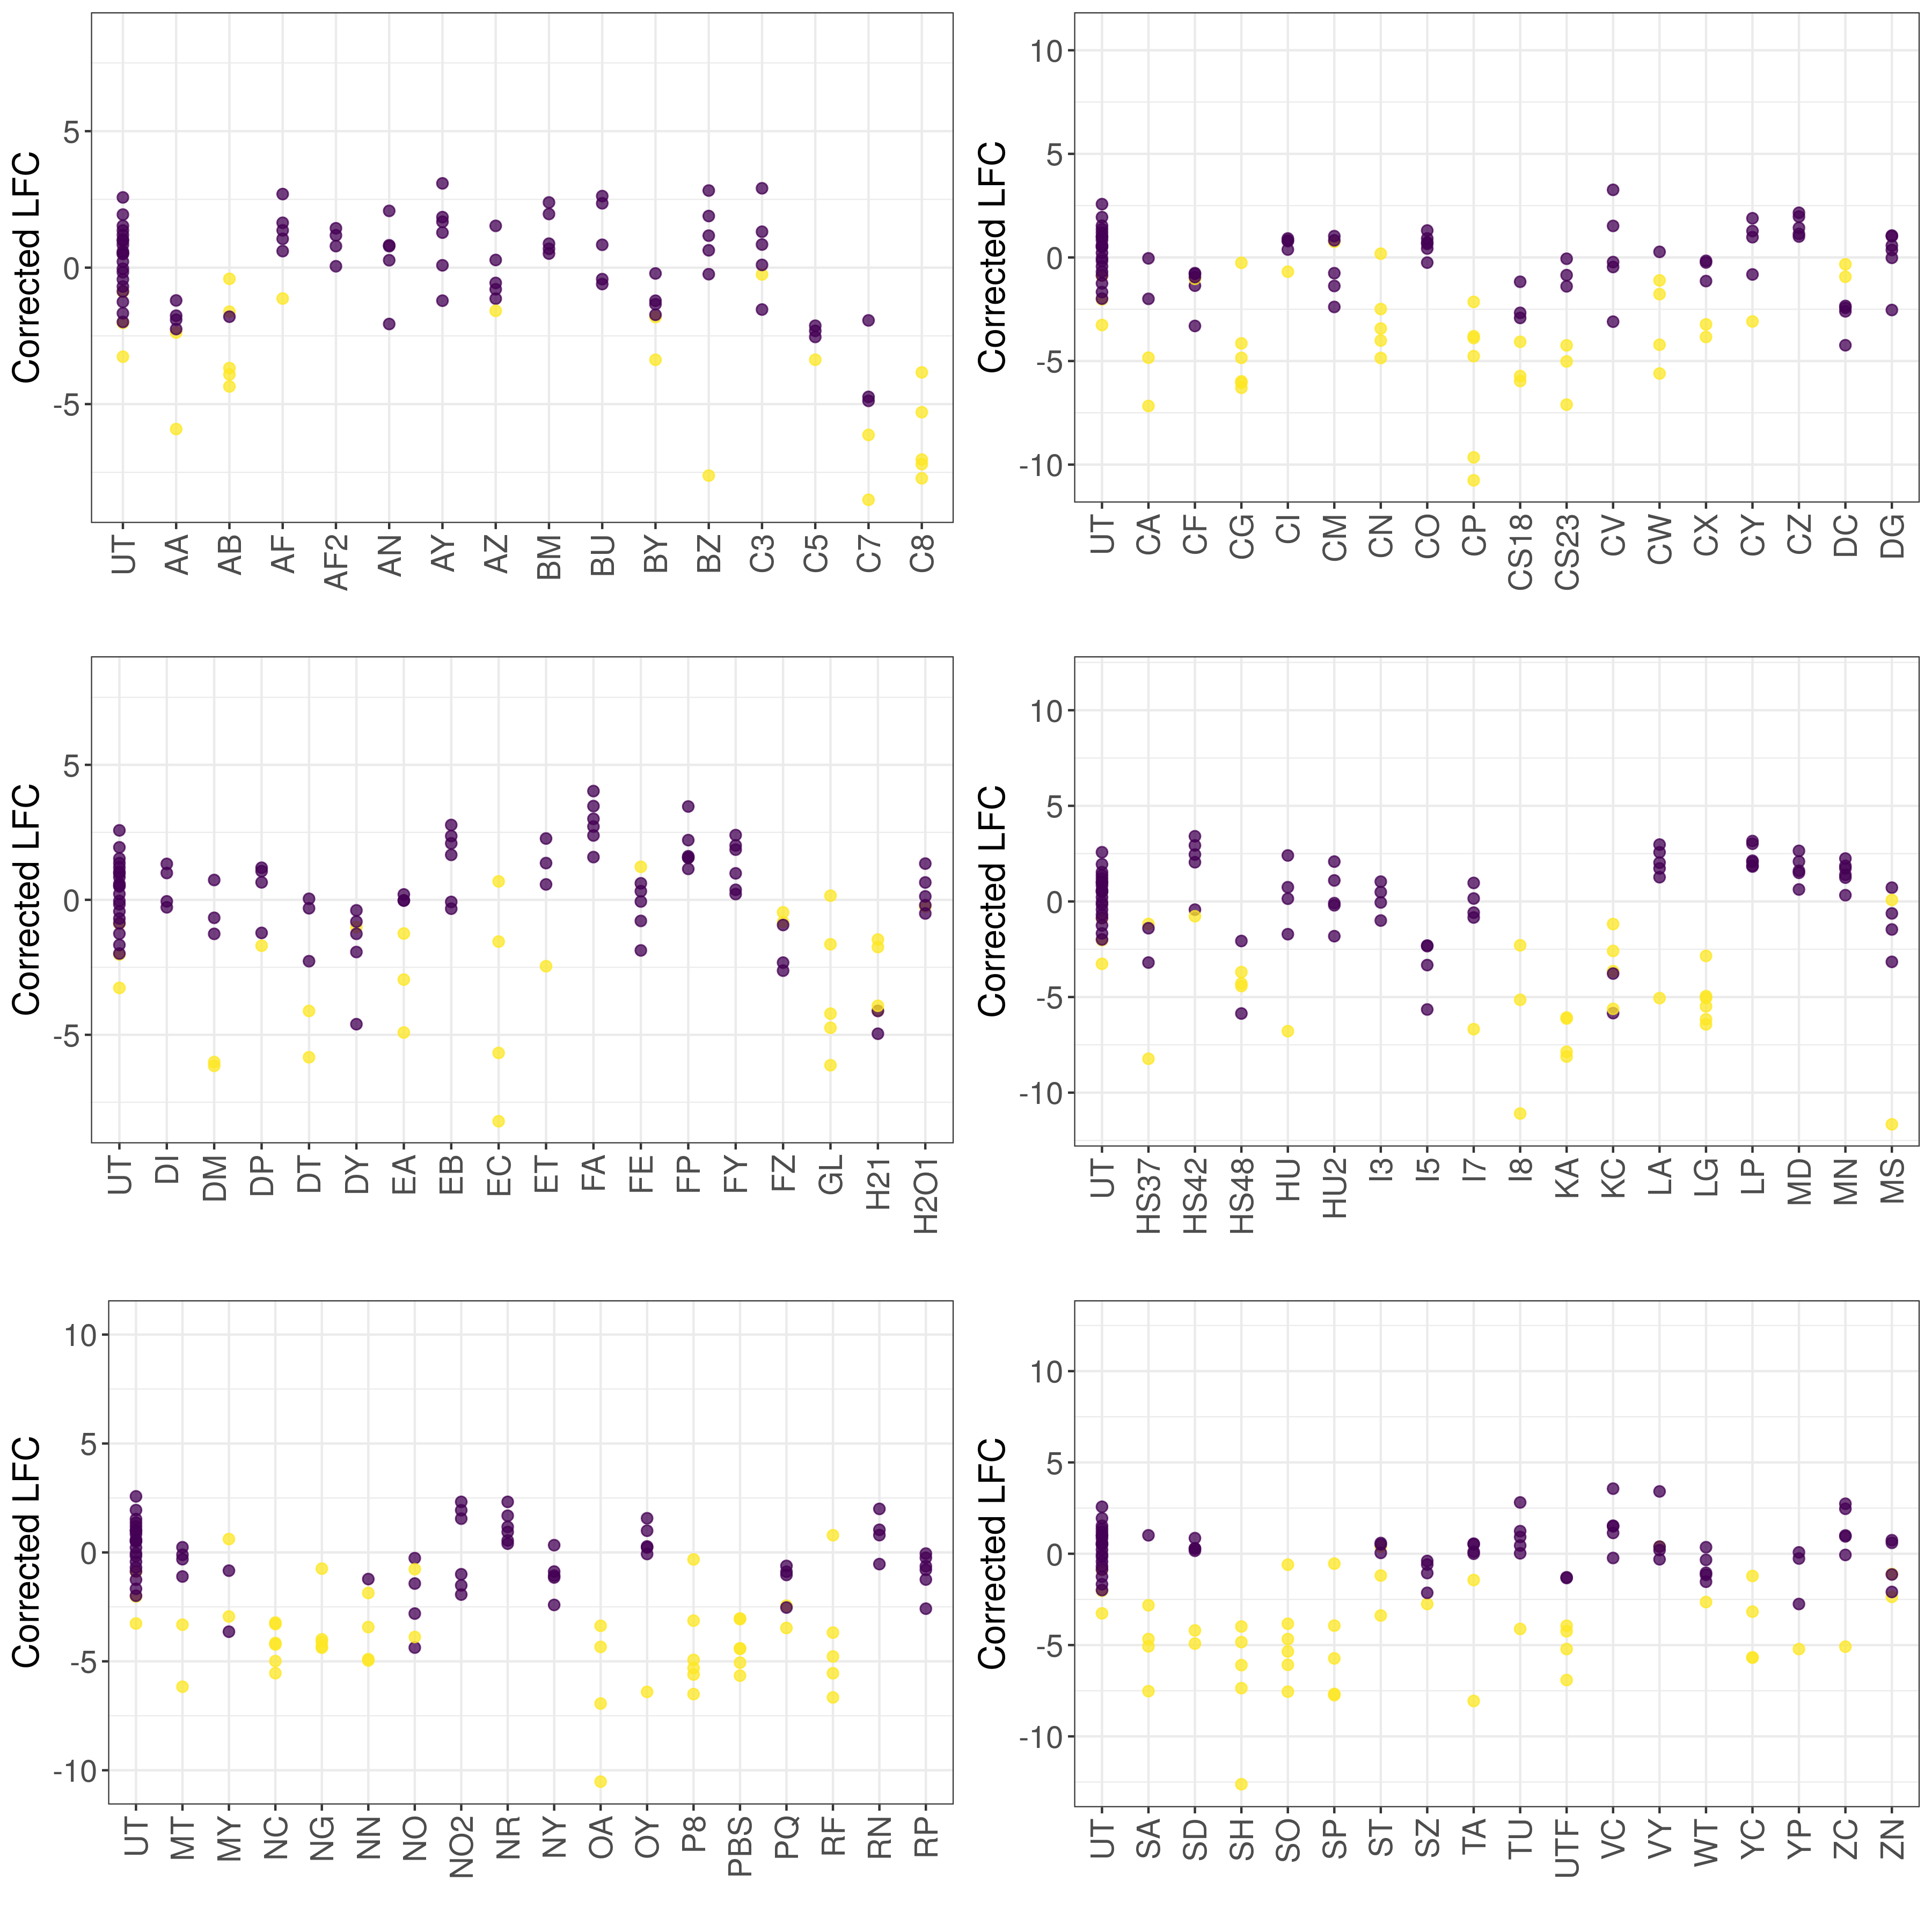 Corrected LFC
5
0
-5
UT AA AB AF AF2 AN AY AZ BM BU BY BZ C3 C5 C7 C8
Corrected LFC
10
5
0
-5
-10
UT CA CF CG CI CM CN CO CP CS18 CS23 CV CW CX CY CZ DC DG
Corrected LFC
5
0
-5
UT DI DM DP DT DY EA EB EC ET FA FE FP FY FZ GL H21 H2O1
Corrected LFC
10
5
0
-5
-10
UT HS37 HS42 HS48 HU HU2 I3 I5 I7 I8 KA KC LA LG LP MD MN MS
Corrected LFC
10
5
0
-5
-10
UT MT MY NC NG NN NO NO2 NR NY OA OY P8 PBS PQ RF RN RP
Corrected LFC
10
5
0
-5
-10
UT SA SD SH SO SP ST SZ TA TU UTF VC VY WT YC YP ZC ZN